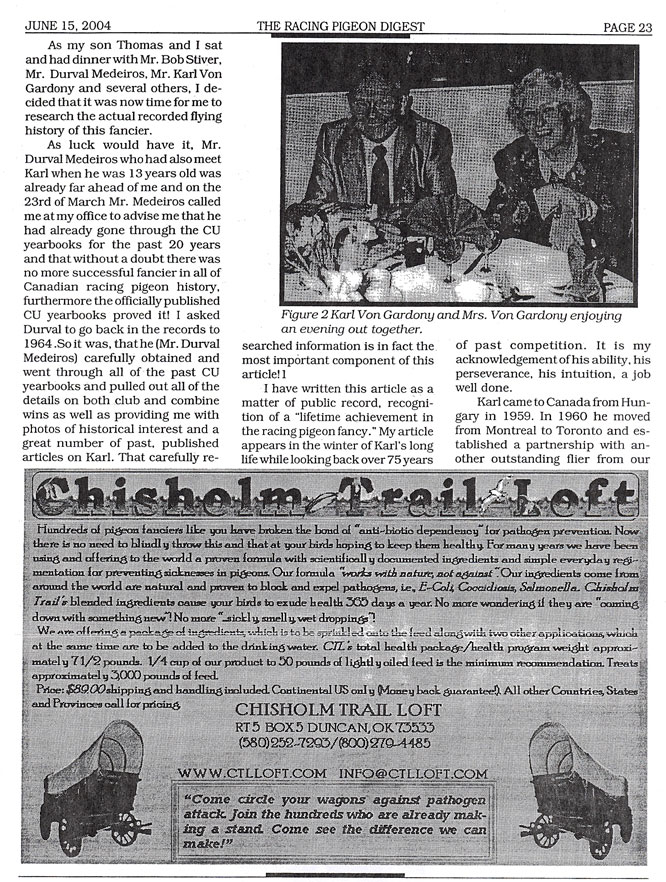 JUNE 15, 2004
THE RACING PIGEON DIGEST
PAGE 23
As my son Thomas and I sat
and had dinner with Mr. Bob Stiver,
Mr. Durval Medeiros, Mr. Karl Von
Gardony and several others, I de-
cided that it was now time for me to
research the actual recorded flying
history of this fancier.
As luck would have it, Mr.
Durval Medeiros who had also meet
Karl when he was 13 years old was
already far ahead of me and on the
23rd of March Mr. Medeiros called
me at my office to advise me that he
had already gone through the CU
yearbooks for the past 20 years
and that without a doubt there was
no more successful fancier in all of
Canadian racing pigeon history,
furthermore the officially published
CU yearbooks proved it! I asked
Durval to go back in the records to
1964 .So it was, that he (Mr. Durval
Medeiros) carefully obtained and
went through all of the past CU
yearbooks and pulled out all of the
details on both club and combine
wins as well as providing me with
photos of historical interest and a
great number of past, published
articles on Karl. That carefully re-
Figure 2 Karl Von Gardony and Mrs. Von Gardony enjoying
an evening out together.
searched information is in fact the
most important component of this
article!1
I have written this article as a
matter of public record, recogni-
tion of a "lifetime achievement in
the racing pigeon fancy." My article
appears in the winter of Karl's long
life while looking back over 75 years
of past competition. It is my
acknowledgement of his ability, his
perseverance, his intuition, a job
well done.
Karl came to Canada from Hun-
gary in 1959. In 1960 he moved
from Montreal to Toronto and es-
tablished a partnership with an-
other outstanding flier from our
Chisholm Trail Loft
Hundreds of pigeon fanciers like you have broken the bond of "anti-biotic dependency" for pathogen prevention. Now
there is no need to blindly throw this and that at your birds hoping to keep them healthy. For many years we have been
using and offering to the world a proven formula with scientifically documented ingredients and simple everyday regi-
mentation for preventing sicknesses in pigeons. Our formula "works with nature, not against". Our ingredients come from
around the world are natural and proven to block and expel pathogens, i.e., E-Coli, Coccidiosis, Salmonella. Chisholm
Trail's blended ingredients cause your birds to exude health 365 days a year. No more wondering if they are "coming
down with something new"! No more "sickly, smelly, wet droppings"!
We are offering a package of ingredients, which is to be sprinkled onto the feed along with two other applications, which
at the same time are to be added to the drinking water. CTL's total health package/health program weight approxi-
mately 7 1/2 pounds. 1/4 cup of our product to 50 pounds of lightly oiled feed is the minimum recommendation. Treats
approximately 3,000 pounds of feed.
Price: $89.00 shipping and handling included. Continental US only (Money back guarantee!). All other Countries, States
and Provinces call for pricing.
CHISHOLM TRAIL LOFT
RT 5 BOX 5 DUNCAN, OK 73533
(580)252-7293/(800)279-4485
WWW.CTLLOFT.COM INFO@CTLLOFT.COM
"Come circle your wagons against pathogen
attack. Join the hundreds who are already mak-
ing a stand. Come see the difference we can
make!"